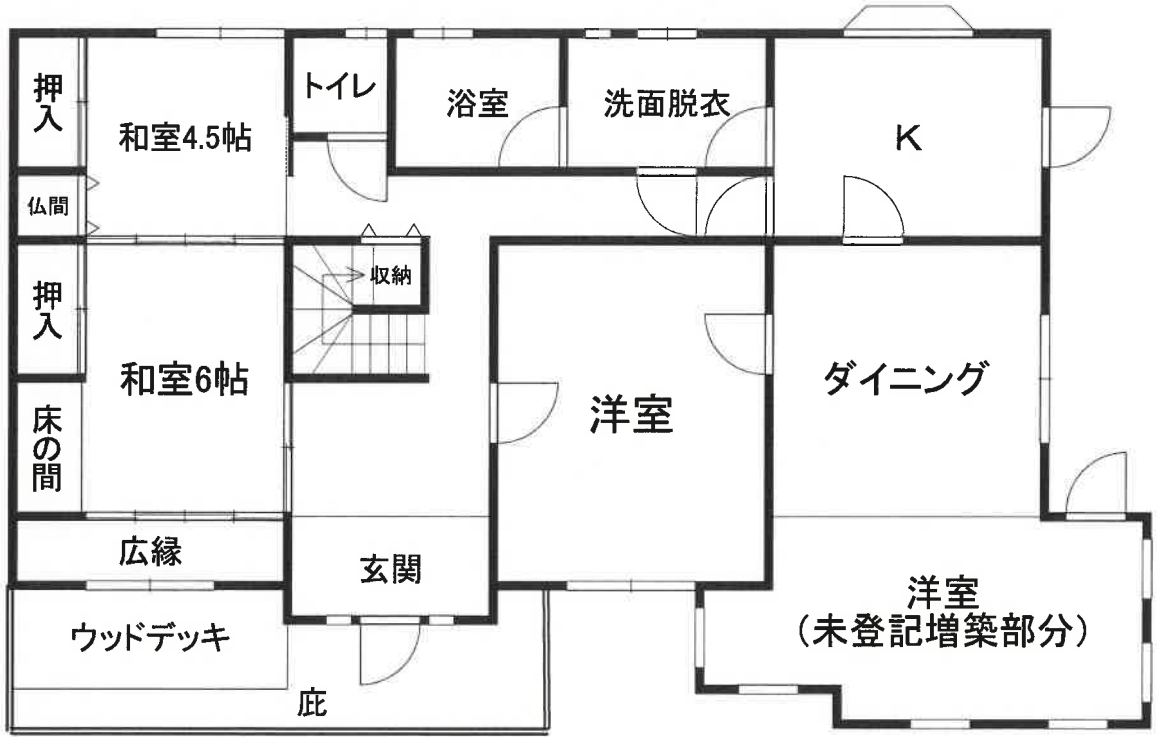 押入
和室4.5帖
トイレ
浴室
洗面脱衣
K
仏間
押入
収納
和室6帖
洋室
ダイニング
床の間
広縁
玄関
洋室
(未登記増築部分)
ウッドデッキ
庇